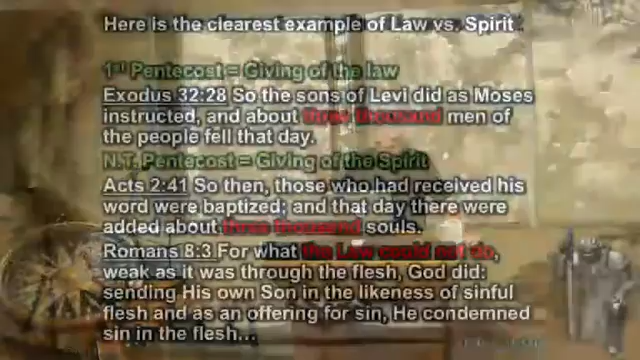 Here is the clearest example of Law vs. Spirit
1st Pentecost = Giving of the law
Exodus 32:28 So the sons of Levi did as Moses
instructed, and about three thousand men of
the people fell that day.
N.T. Pentecost = Giving of the Spirit
Acts 2:41 So then, those who had received his
word were baptized; and that day there were
added about three thousand souls.
Romans 8:3 For what the Law could not do,
weak as it was through the flesh, God did:
sending His own Son in the likeness of sinful
flesh and as an offering for sin, He condemned
sin in the flesh…